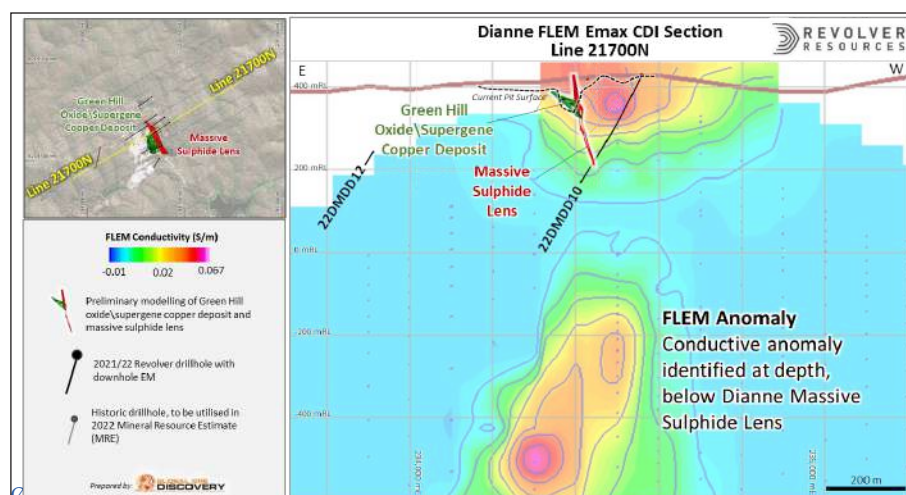 Line 21700N
Green Hill
Oxide\Supergene
Copper Deposit
Massive
Sulphide Lens
Line 21700N
FLEM Conductivity (S/m)
-0.01 0.02 0.067
Preliminary modelling of Green Hill
oxide\supergene copper deposit and
massive sulphide lens
2021/22 Revolver drillhole with
downhole EM
Historic drillhole, to be utilised in
2022 Mineral Resource Estimate
(MRE)
Prepared by:
DISCOVERY
Dianne FLEM Emax CDI Section
Line 21700N
REVOLVER
RESOURCES
E
W
400 mRL
Current Pit Surface
Green Hill
Oxide\Supergene
Copper Deposit
Massive
Sulphide
Lens
200 mRL
22DMDD12
22DMDD10
0 mRL
-200 mRL
-400 mRL
FLEM Anomaly
Conductive anomaly
identified at depth,
below Dianne Massive
Sulphide Lens
200 m